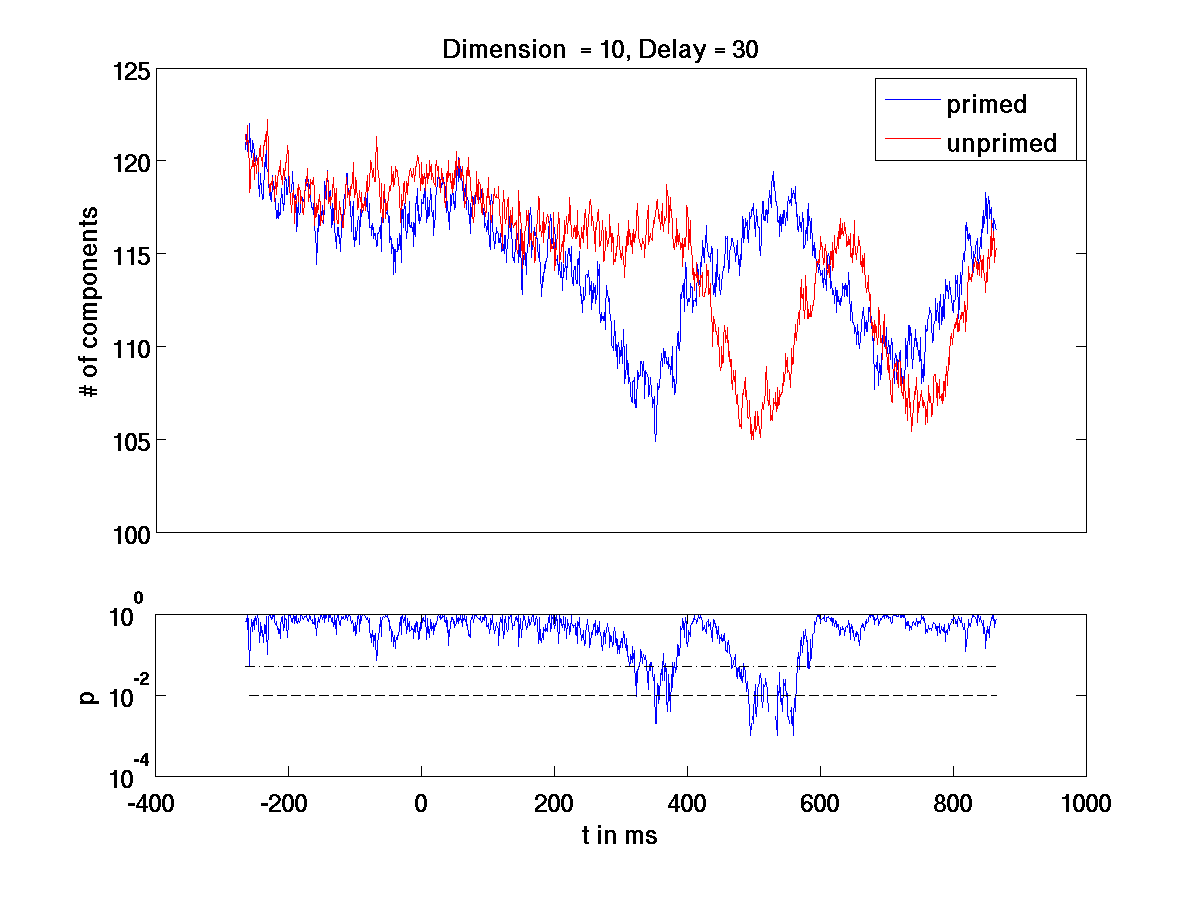 Dimension = 10, Delay = 30
125
120
115
110
105
100
# of components
primed
unprimed
10^0
10^-2
10^-4
p
-400 -200 0 200 400 600 800 1000
t in ms